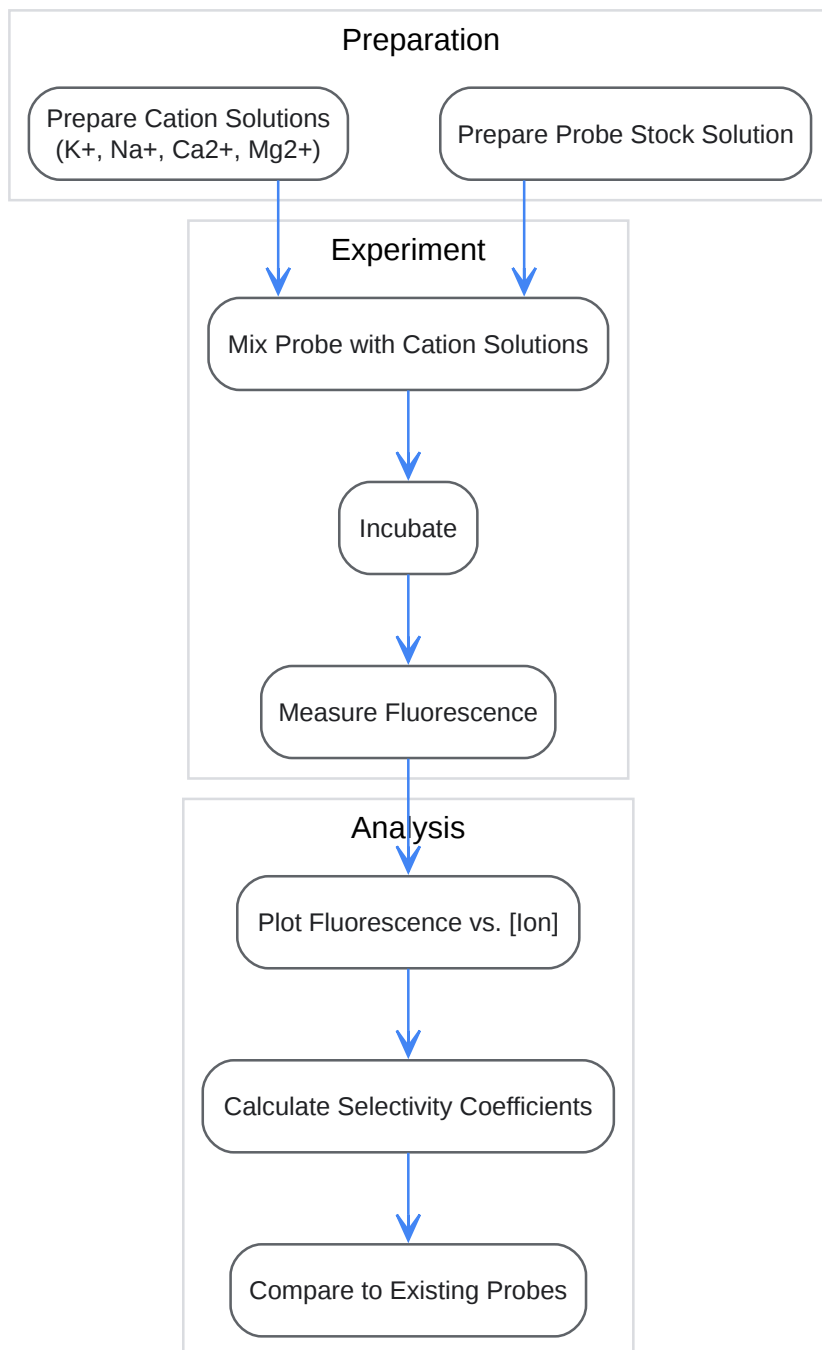 Preparation
Prepare Cation Solutions
(K+, Na+, Ca2+, Mg2+)
Prepare Probe Stock Solution
Experiment
Mix Probe with Cation Solutions
Incubate
Measure Fluorescence
Analysis
Plot Fluorescence vs. [Ion]
Calculate Selectivity Coefficients
Compare to Existing Probes